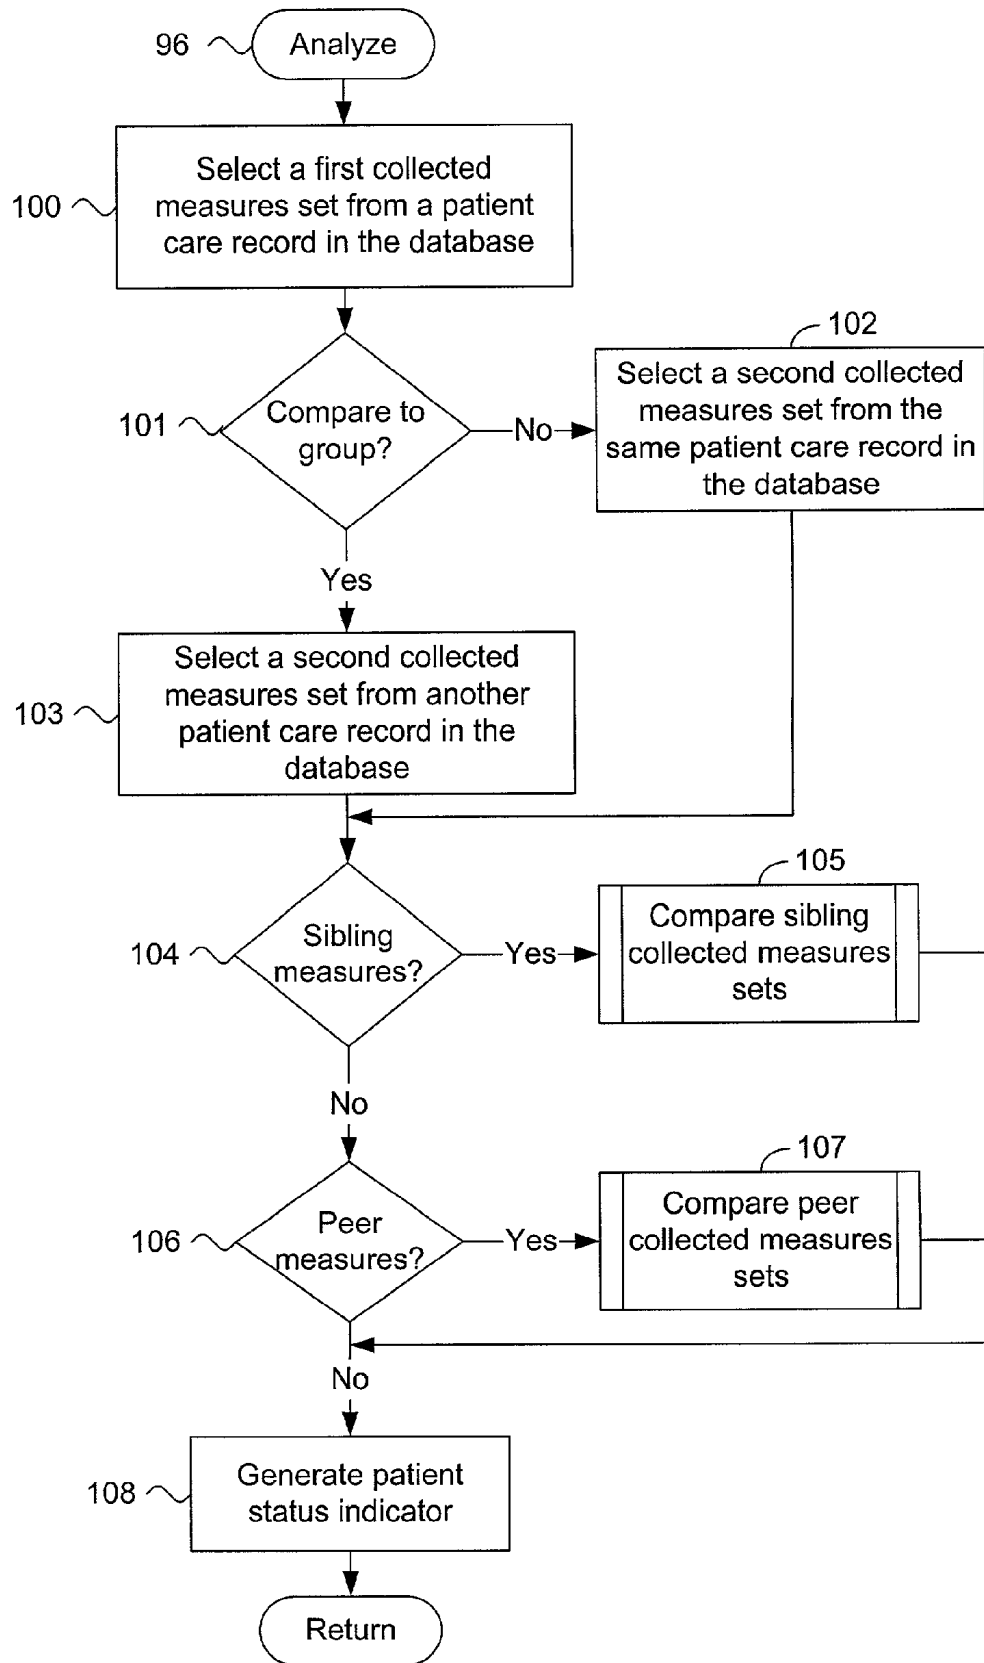 96
Analyze
100
Select a first collected
measures set from a patient
care record in the database
101
Compare to
group?
No
102
Select a second collected
measures set from the
same patient care record in
the database
Yes
103
Select a second collected
measures set from another
patient care record in the
database
104
Sibling
measures?
Yes
105
Compare sibling
collected measures
sets
No
106
Peer
measures?
Yes
107
Compare peer
collected measures
sets
No
108
Generate patient
status indicator
Return